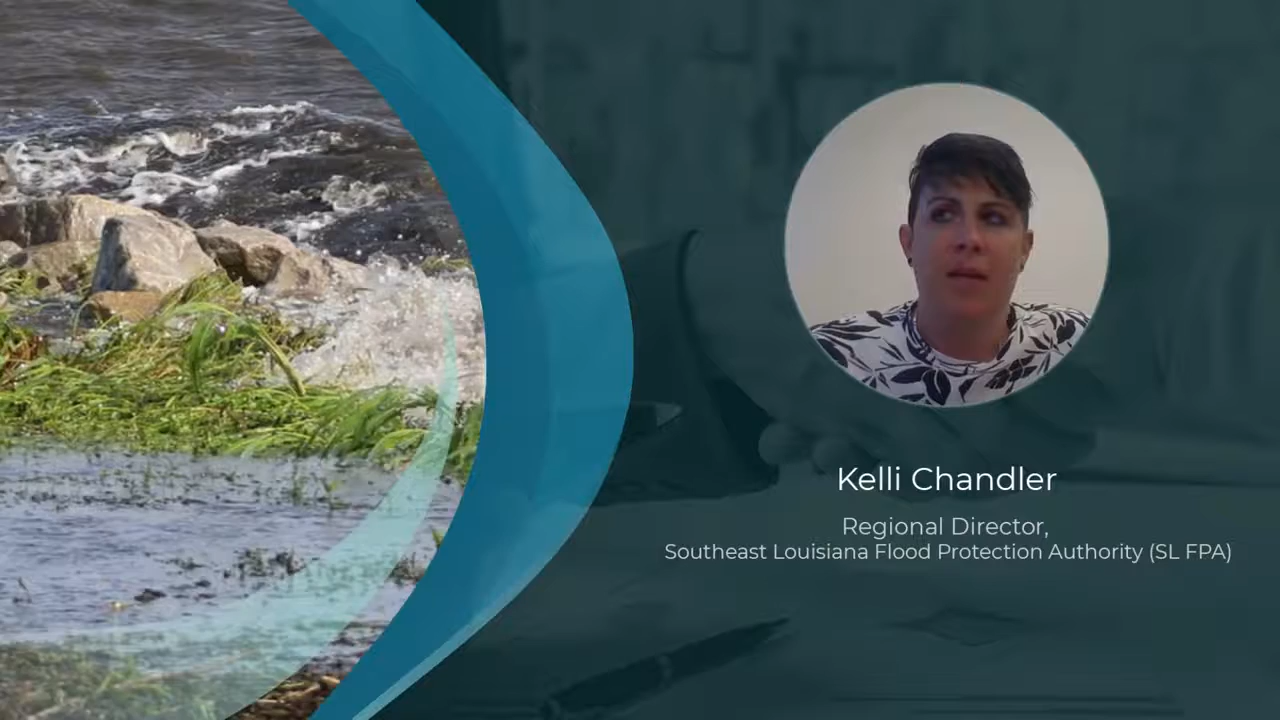 Kelli Chandler
Regional Director,
Southeast Louisiana Flood Protection Authority (SL FPA)